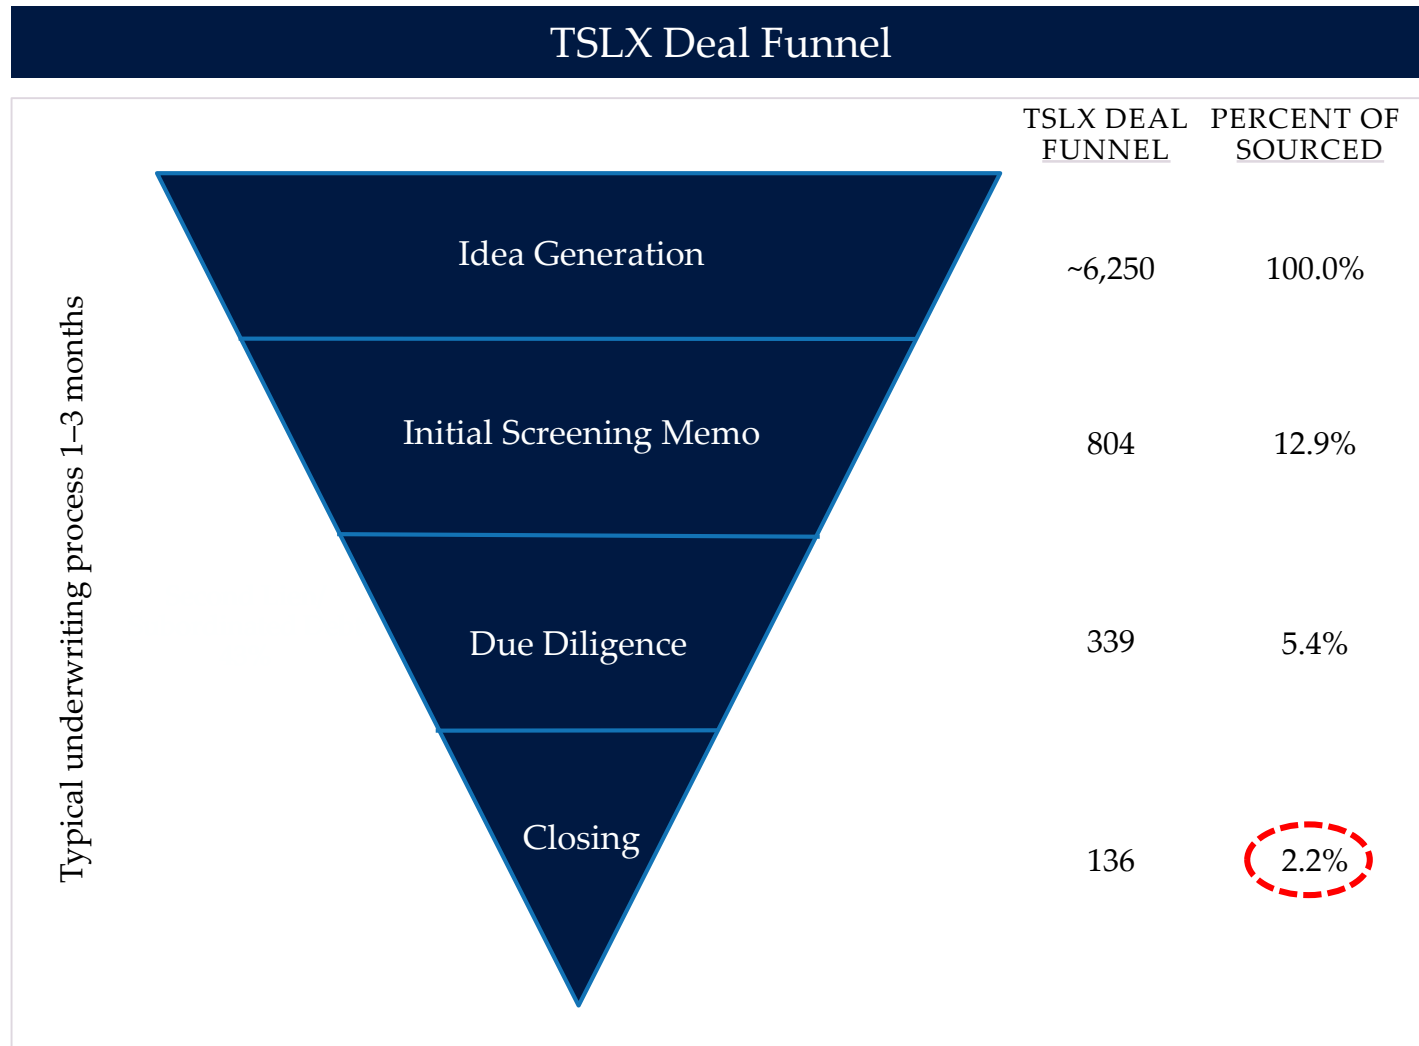 TSLX Deal Funnel
TSLX DEAL
FUNNEL
PERCENT OF
SOURCED
Typical underwriting process 1–3 months
Idea Generation
~6,250
100.0%
Initial Screening Memo
804
12.9%
Due Diligence
339
5.4%
Closing
136
2.2%